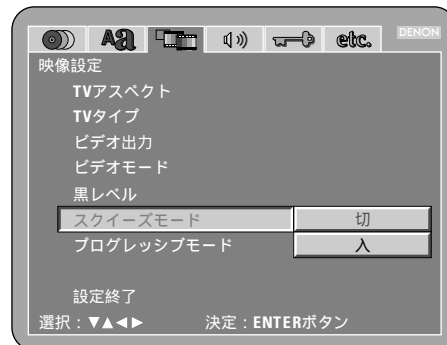 Aa etc. DENON
映像設定
TVアスペクト
TVタイプ
ビデオ出力
ビデオモード
黒レベル
スクイーズモード 切
プログレッシブモード 入
設定終了
選択：▼▲◀▶ 決定：ENTERボタン